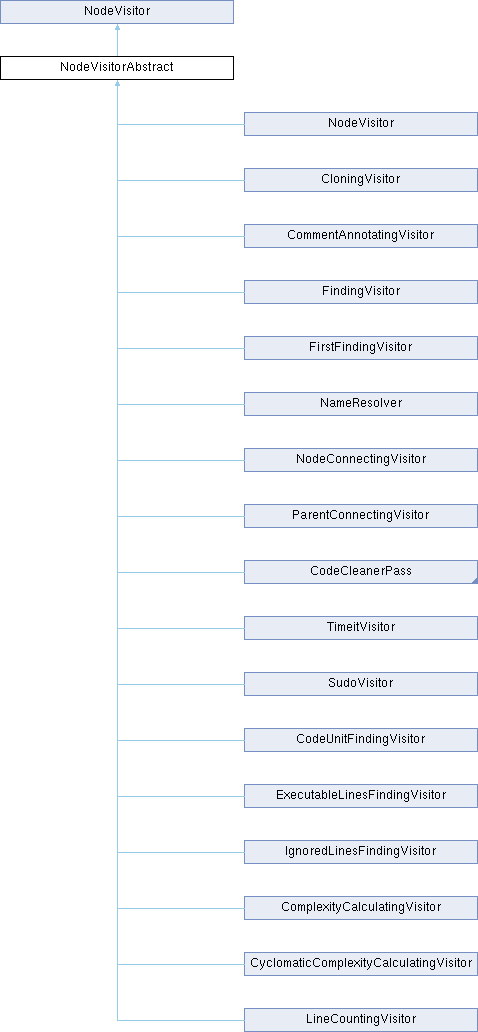 NodeVisitor
NodeVisitorAbstract
NodeVisitor
CloningVisitor
CommentAnnotatingVisitor
FindingVisitor
FirstFindingVisitor
NameResolver
NodeConnectingVisitor
ParentConnectingVisitor
CodeCleanerPass
TimeitVisitor
SudoVisitor
CodeUnitFindingVisitor
ExecutableLinesFindingVisitor
IgnoredLinesFindingVisitor
ComplexityCalculatingVisitor
CyclomaticComplexityCalculatingVisitor
LineCountingVisitor